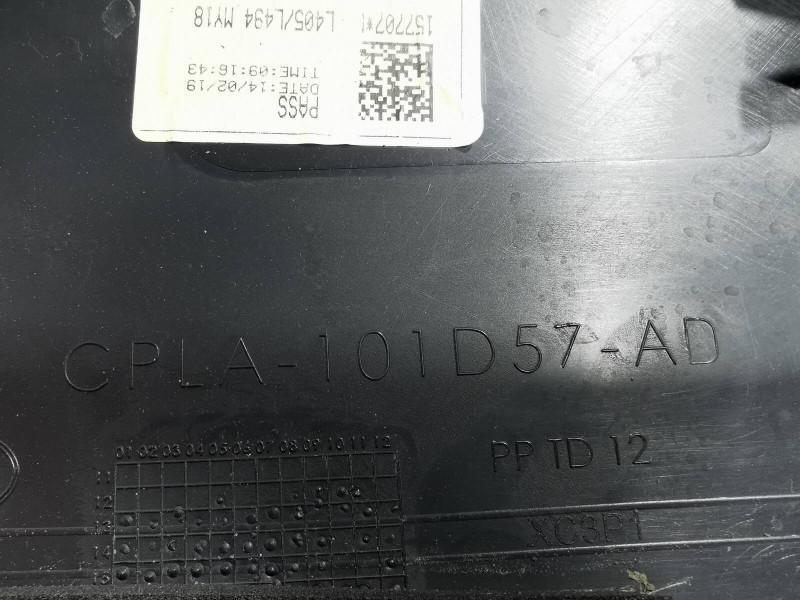 L405/L494 MY18
157707*
PASS
DATE:14/02/19
TIME:09:16:43
CPLA-101D57-AD
01 02 03 04 05 06 07 08 09 10 11 12
11
12
13
14
15
PP TD 12
XC3P1